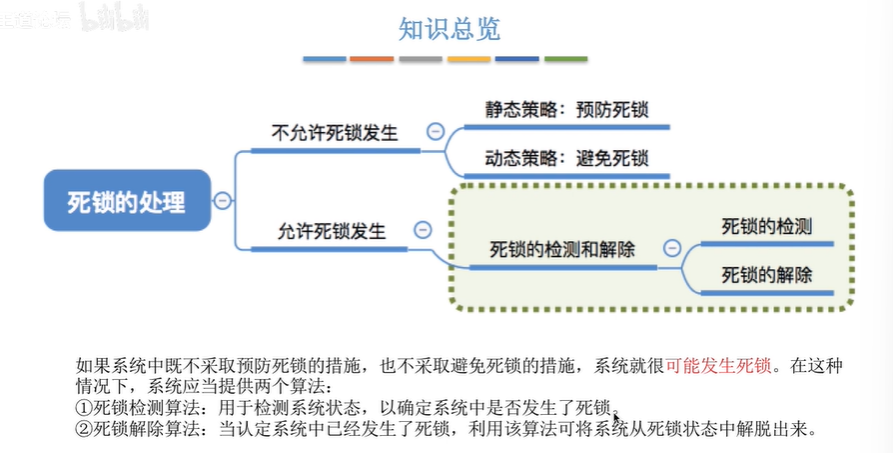 bilibili
知识总览
不允许死锁发生
静态策略：预防死锁
动态策略：避免死锁
死锁的处理
允许死锁发生
死锁的检测和解除
死锁的检测
死锁的解除
如果系统中既不采取预防死锁的措施，也不采取避免死锁的措施，系统就很可能发生死锁。在这种
情况下，系统应当提供两个算法：
①死锁检测算法：用于检测系统状态，以确定系统中是否发生了死锁。
②死锁解除算法：当认定系统中已经发生了死锁，利用该算法可将系统从死锁状态中解脱出来。